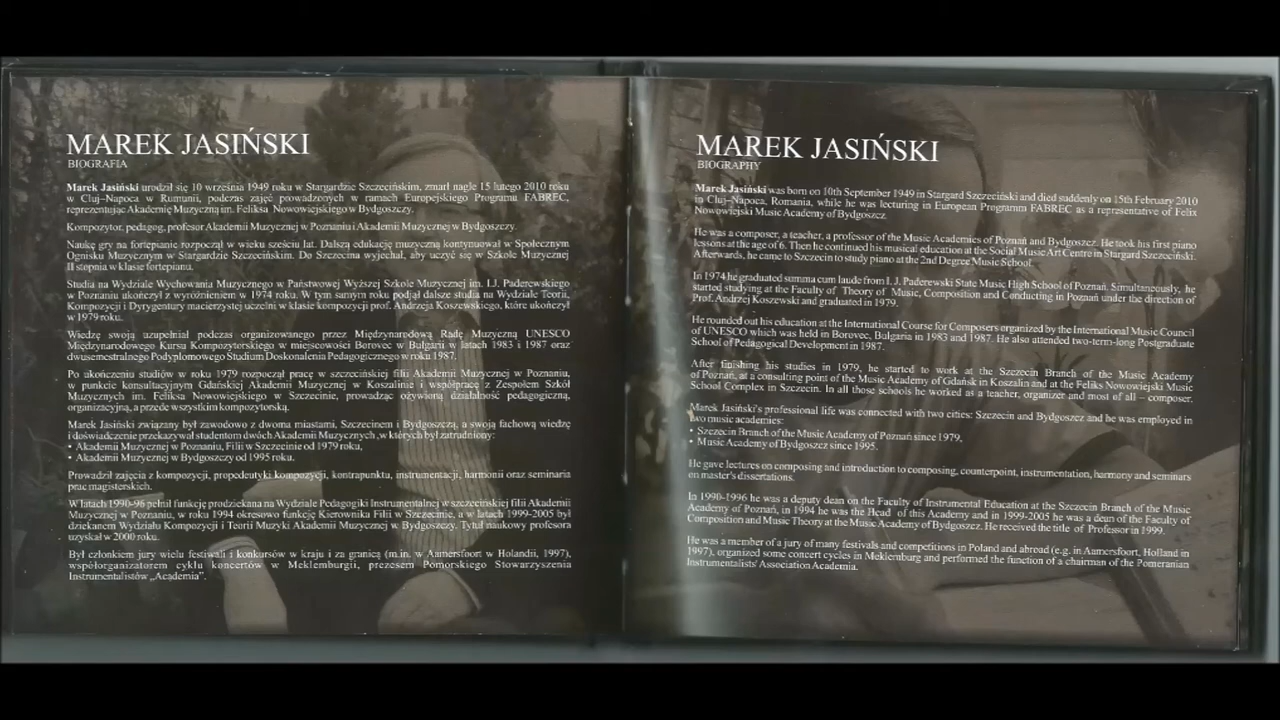 MAREK JASIŃSKI
BIOGRAFIA
Marek Jasiński urodził się 10 września 1949 roku w Stargardzie Szczecińskim, zmarł nagle 15 lutego 2010 roku
w Cluj–Napoca w Rumunii, podczas zajęć prowadzonych w ramach Europejskiego Programu FABREC,
reprezentując Akademię Muzyczną im. Feliksa Nowowiejskiego w Bydgoszczy.
Kompozytor, pedagog, profesor Akademii Muzycznej w Poznaniu i Akademii Muzycznej w Bydgoszczy.
Naukę gry na fortepianie rozpoczął w wieku sześciu lat. Dalszą edukację muzyczną kontynuował w Społecznym
Ognisku Muzycznym w Stargardzie Szczecińskim. Do Szczecina wyjechał, aby uczyć się w Szkole Muzycznej
II stopnia w klasie fortepianu.
Studia na Wydziale Wychowania Muzycznego w Państwowej Wyższej Szkole Muzycznej im. I.J. Paderewskiego
w Poznaniu ukończył z wyróżnieniem w 1974 roku. W tym samym roku podjął dalsze studia na Wydziale Teorii,
Kompozycji i Dyrygentury macierzystej uczelni w klasie kompozycji prof. Andrzeja Koszewskiego, które ukończył
w 1979 roku.
Wiedzę swoją uzupełniał podczas organizowanego przez Międzynarodową Radę Muzyczną UNESCO
Międzynarodowego Kursu Kompozytorskiego w miejscowości Borovec w Bułgarii w latach 1983 i 1987 oraz
dwusemestralnego Podyplomowego Studium Doskonalenia Pedagogicznego w roku 1987.
Po ukończeniu studiów w roku 1979 rozpoczął pracę w szczecińskiej filii Akademii Muzycznej w Poznaniu,
w punkcie konsultacyjnym Gdańskiej Akademii Muzycznej w Koszalinie i współpracę z Zespołem Szkół
Muzycznych im. Feliksa Nowowiejskiego w Szczecinie, prowadząc ożywioną działalność pedagogiczną,
organizacyjną, a przede wszystkim kompozytorską.
Marek Jasiński związany był zawodowo z dwoma miastami, Szczecinem i Bydgoszczą, a swoją fachową wiedzę
i doświadczenie przekazywał studentom dwóch Akademii Muzycznych, w których był zatrudniony:
• Akademii Muzycznej w Poznaniu, Filii w Szczecinie od 1979 roku,
• Akademii Muzycznej w Bydgoszczy od 1995 roku.
Prowadził zajęcia z kompozycji, propedeutyki kompozycji, kontrapunktu, instrumentacji, harmonii oraz seminaria
prac magisterskich.
W latach 1990-96 pełnił funkcję prodziekana na Wydziale Pedagogiki Instrumentalnej w szczecińskiej filii Akademii
Muzycznej w Poznaniu, w roku 1994 okresowo funkcję Kierownika Filii w Szczecinie, a w latach 1999-2005 był
dziekanem Wydziału Kompozycji i Teorii Muzyki Akademii Muzycznej w Bydgoszczy. Tytuł naukowy profesora
uzyskał w 2000 roku.
Był członkiem jury wielu festiwali i konkursów w kraju i za granicą (m.in. w Aamersfoort w Holandii, 1997),
współorganizatorem cyklu koncertów w Meklemburgii, prezesem Pomorskiego Stowarzyszenia
Instrumentalistów „Academia”.
MAREK JASIŃSKI
BIOGRAPHY
Marek Jasiński was born on 10th September 1949 in Stargard Szczeciński and died suddenly on 15th February 2010
in Cluj–Napoca, Romania, while he was lecturing in European Programm FABREC as a representative of Felix
Nowowiejski Music Academy of Bydgoszcz.
He was a composer, a teacher, a professor of the Music Academies of Poznań and Bydgoszcz. He took his first piano
lessons at the age of 6. Then he continued his musical education at the Social Music Art Centre in Stargard Szczeciński.
Afterwards, he came to Szczecin to study piano at the 2nd Degree Music School.
In 1974 he graduated summa cum laude from I. J. Paderewski State Music High School of Poznań. Simultaneously, he
started studying at the Faculty of Theory of Music, Composition and Conducting in Poznań under the direction of
Prof. Andrzej Koszewski and graduated in 1979.
He rounded out his education at the International Course for Composers organized by the International Music Council
of UNESCO which was held in Borovec, Bulgaria in 1983 and 1987. He also attended two-term-long Postgraduate
School of Pedagogical Development in 1987.
After finishing his studies in 1979, he started to work at the Szczecin Branch of the Music Academy
of Poznań, at a consulting point of the Music Academy of Gdańsk in Koszalin and at the Feliks Nowowiejski Music
School Complex in Szczecin. In all those schools he worked as a teacher, organizer and most of all – composer.
Marek Jasiński's professional life was connected with two cities: Szczecin and Bydgoszcz and he was employed in
two music academies:
• Szczecin Branch of the Music Academy of Poznań since 1979,
• Music Academy of Bydgoszcz since 1995.
He gave lectures on composing and introduction to composing, counterpoint, instrumentation, harmony and seminars
on master's dissertations.
In 1990-1996 he was a deputy dean on the Faculty of Instrumental Education at the Szczecin Branch of the Music
Academy of Poznań, in 1994 he was the Head of this Academy and in 1999-2005 he was a dean of the Faculty of
Composition and Music Theory at the Music Academy of Bydgoszcz. He received the title of Professor in 1999.
He was a member of a jury of many festivals and competitions in Poland and abroad (e.g. in Aamersfoort, Holland in
1997), organized some concert cycles in Meklemburg and performed the function of a chairman of the Pomeranian
Instrumentalists' Association Academia.